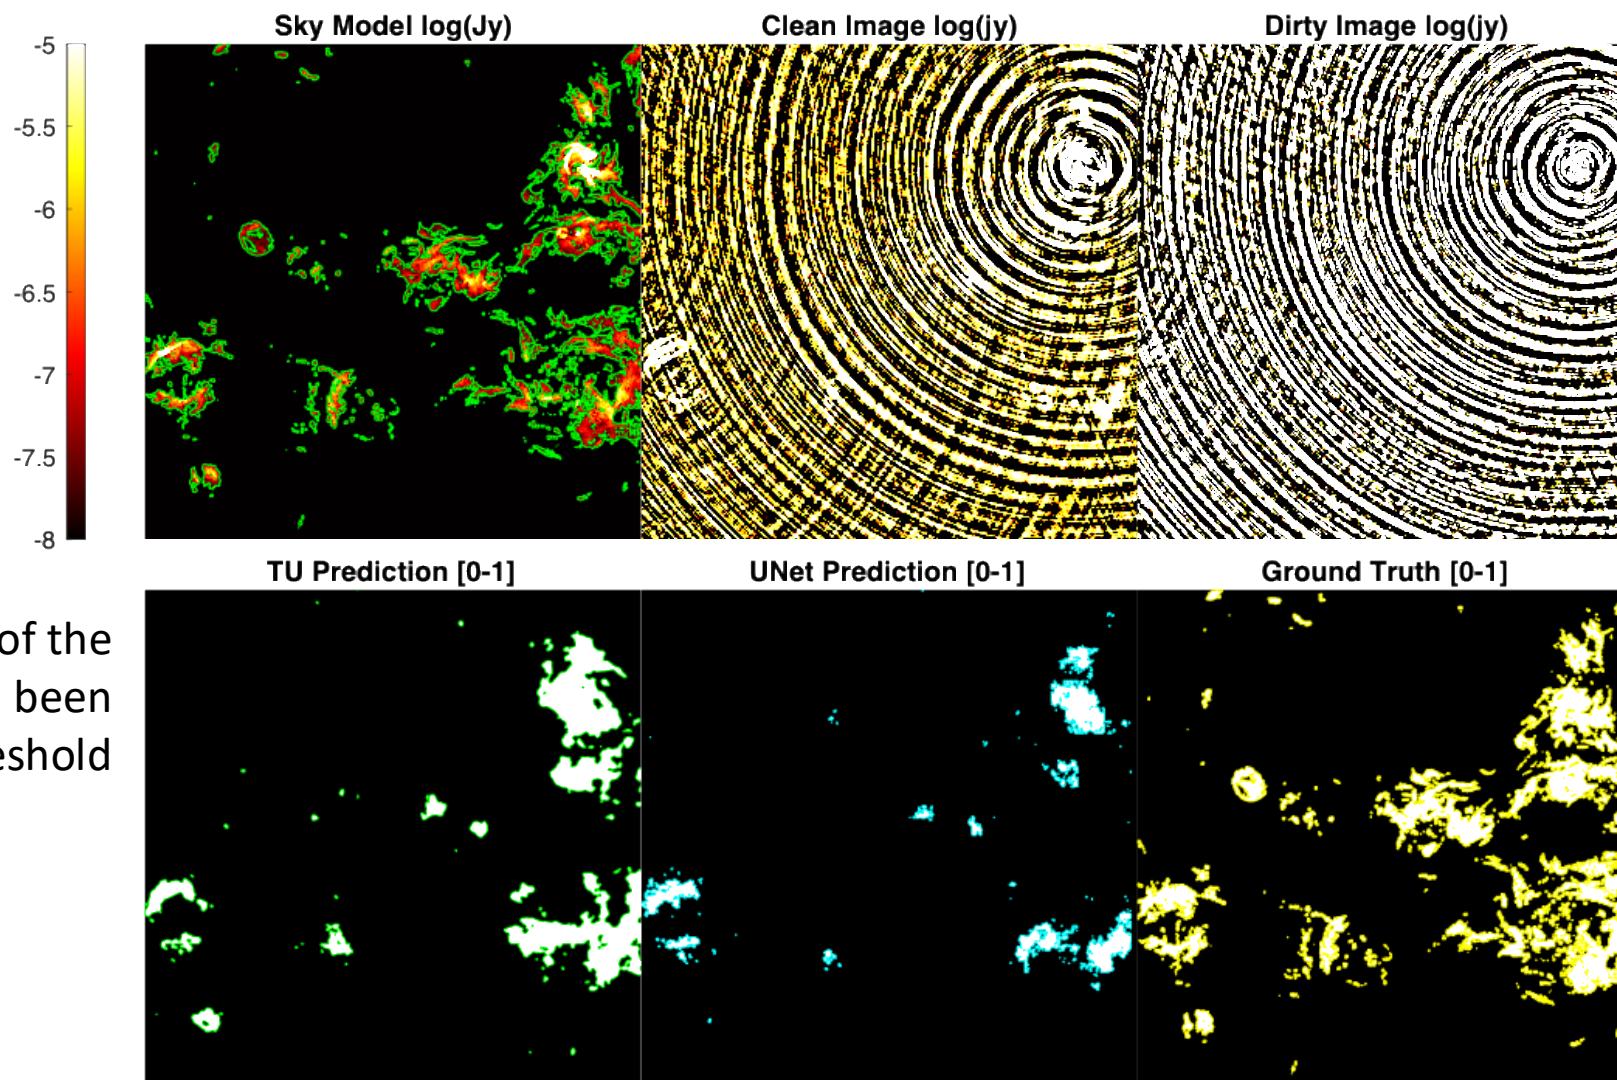 Sky Model log(Jy)
Clean Image log(jy)
Dirty Image log(jy)
-5
-5.5
-6
-6.5
-7
-7.5
-8
TU Prediction [0-1]
UNet Prediction [0-1]
Ground Truth [0-1]
of the
been
eshold